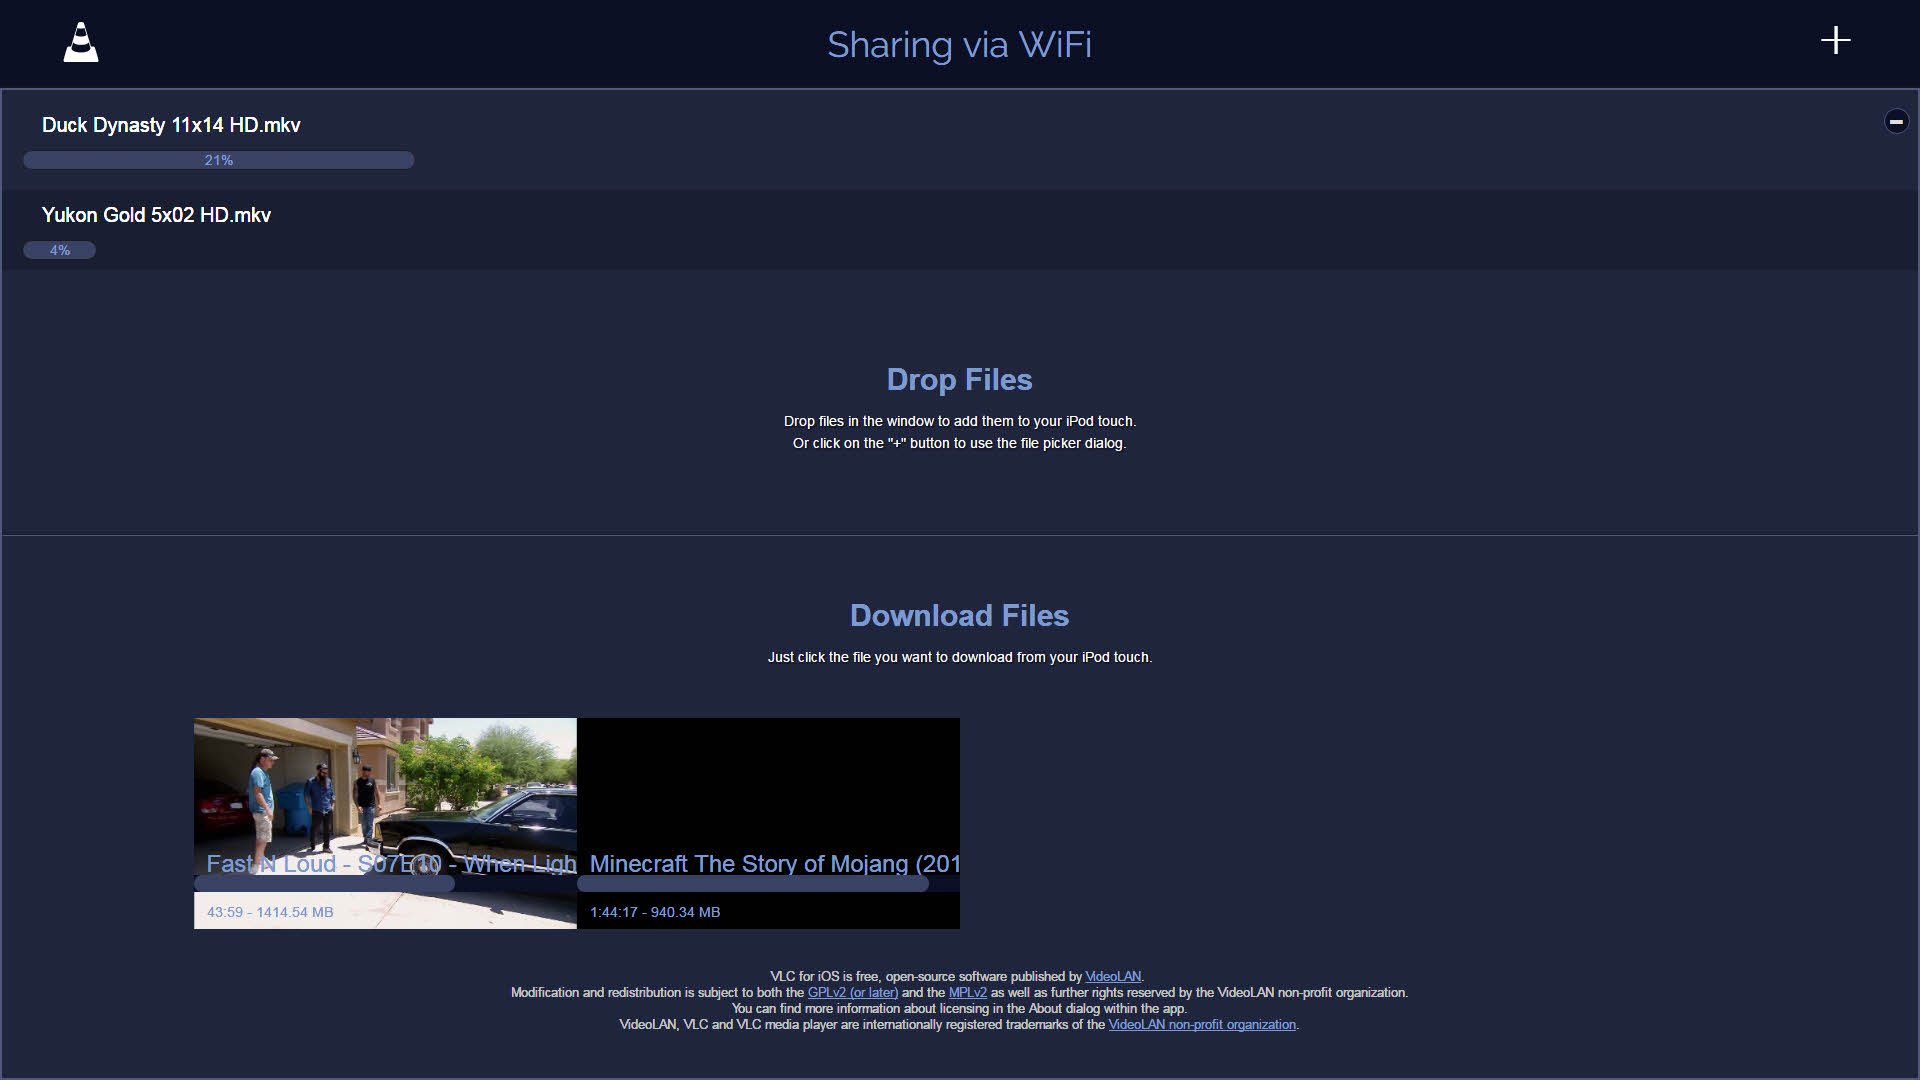 Sharing via WiFi
Duck Dynasty 11x14 HD.mkv
21%
Yukon Gold 5x02 HD.mkv
4%
Drop Files
Drop files in the window to add them to your iPod touch.
Or click on the "+" button to use the file picker dialog.
Download Files
Just click the file you want to download from your iPod touch.
Fast N Loud - S07E10 - When Ligh
43:59 - 1414.54 MB
Minecraft The Story of Mojang (201
1:44:17 - 940.34 MB
VLC for iOS is free, open-source software published by VideoLAN.
Modification and redistribution is subject to both the GPLv2 (or later) and the MPLv2 as well as further rights reserved by the VideoLAN non-profit organization.
You can find more information about licensing in the About dialog within the app.
VideoLAN, VLC and VLC media player are internationally registered trademarks of the VideoLAN non-profit organization.